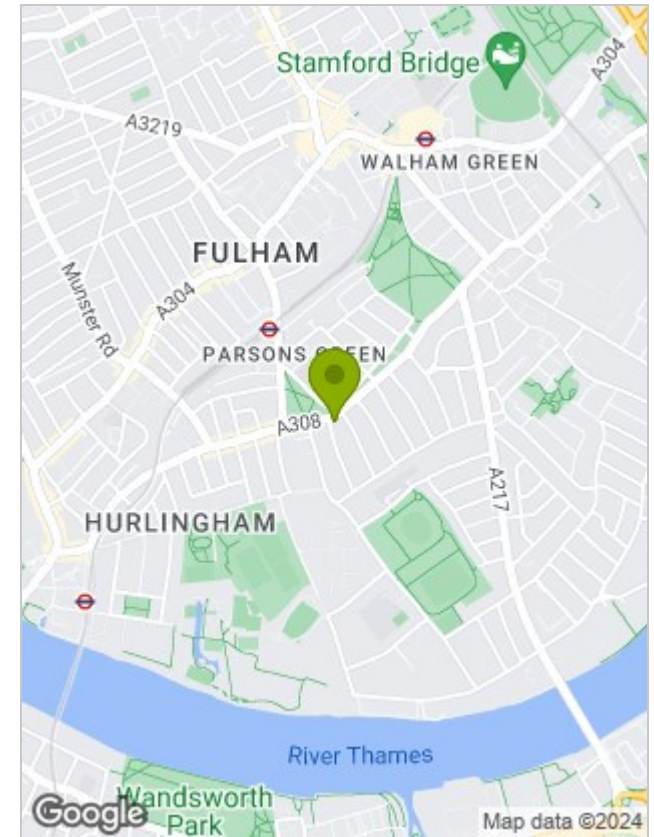 Stamford Bridge
A304
A3219
WALHAM GREEN
FULHAM
Munster Rd
A304
PARSONS GREEN
A308
A217
HURLINGHAM
River Thames
Wandsworth
Park
Google
Map data ©2024